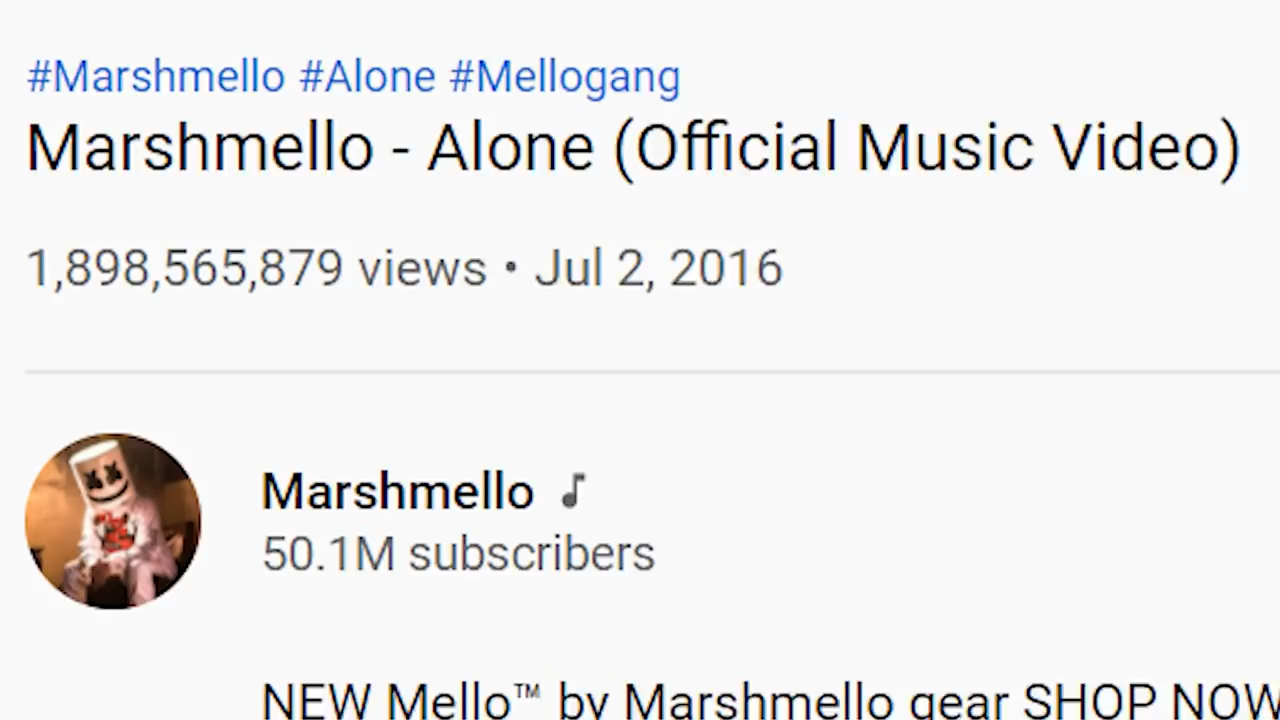 #Marshmello #Alone #Mellogang
Marshmello - Alone (Official Music Video)
1,898,565,879 views • Jul 2, 2016
Marshmello ♪
50.1M subscribers
NEW Mello™ by Marshmello gear SHOP NOW